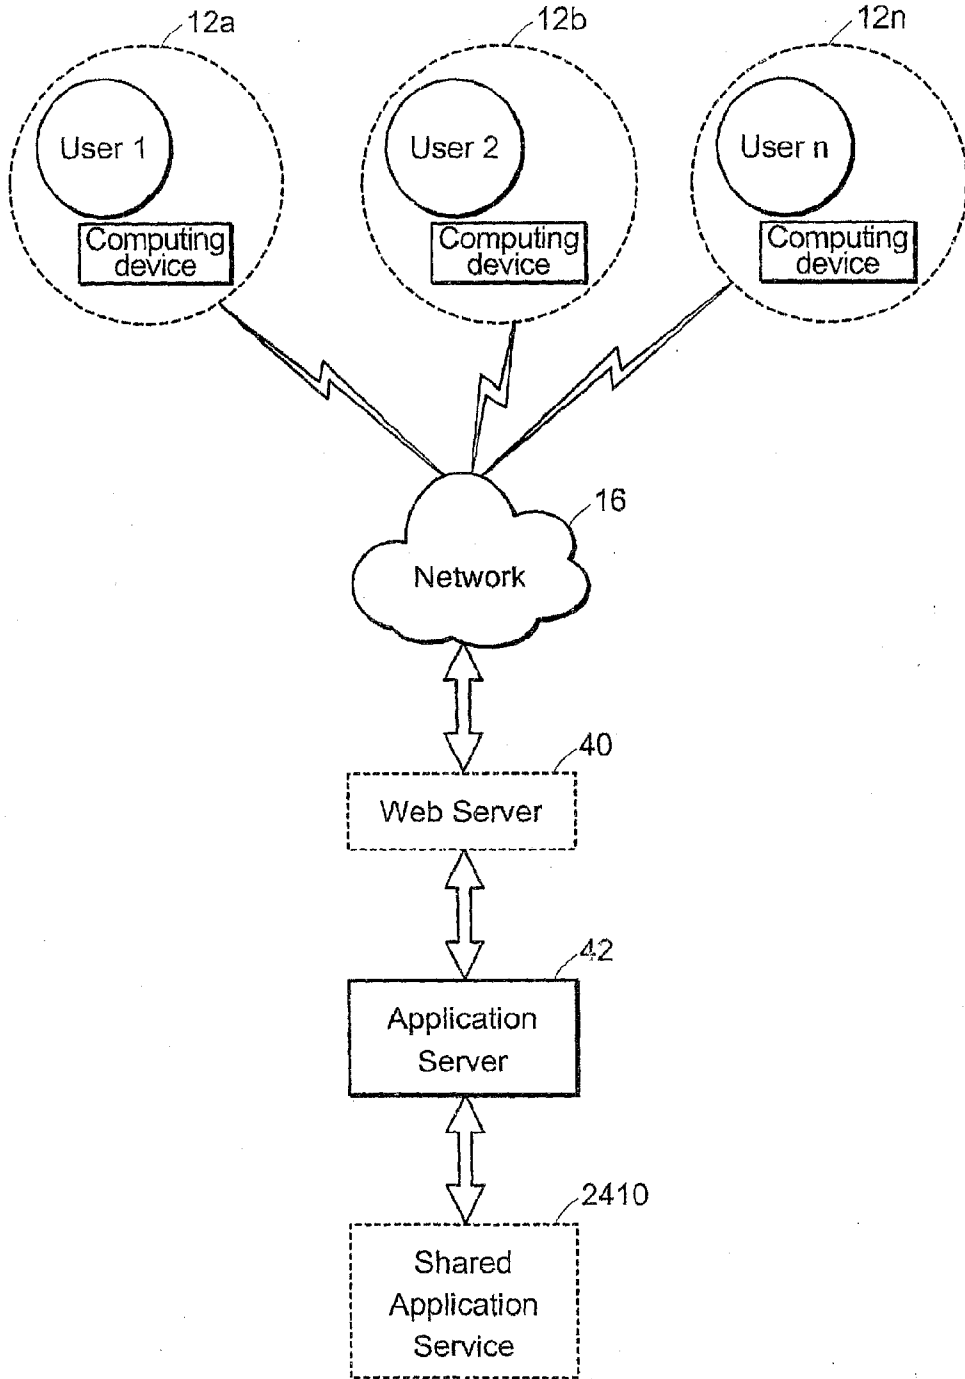 12a
12b
12n
User 1
User 2
User n
Computing
device
Computing
device
Computing
device
16
Network
40
Web Server
42
Application
Server
2410
Shared
Application
Service